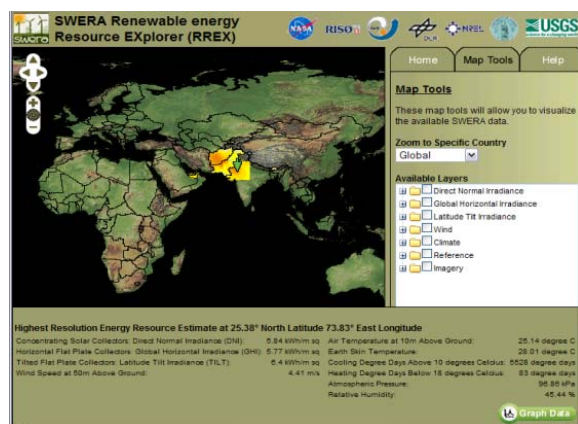 SWERA Renewable energy
Resource EXplorer (RREX)
swera
NASA
RISO
DLR
NREL
USGS
Home
Map Tools
Help
Map Tools
These map tools will allow you to visualize
the available SWERA data.
Zoom to Specific Country
Global
Available Layers
Direct Normal Irradiance
Global Horizontal Irradiance
Latitude Tilt Irradiance
Wind
Climate
Reference
Imagery
Highest Resolution Energy Resource Estimate at 25.38° North Latitude 73.83° East Longitude
Concentrating Solar Collectors: Direct Normal Irradiance (DNI): 5.84 kWh/m sq
Horizontal Flat Plate Collectors: Global Horizontal Irradiance (GHI): 5.77 kWh/m sq
Tilted Flat Plate Collectors: Latitude Tilt Irradiance (TILT): 6.4 kWh/m sq
Wind Speed at 50m Above Ground: 4.41 m/s
Air Temperature at 10m Above Ground: 25.14 degree C
Earth Skin Temperature: 28.01 degree C
Cooling Degree Days Above 10 degrees Celcius: 5528 degree days
Heating Degree Days Below 18 degrees Celcius: 83 degree days
Atmospheric Pressure: 96.86 kPa
Relative Humidity: 45.44 %
Graph Data